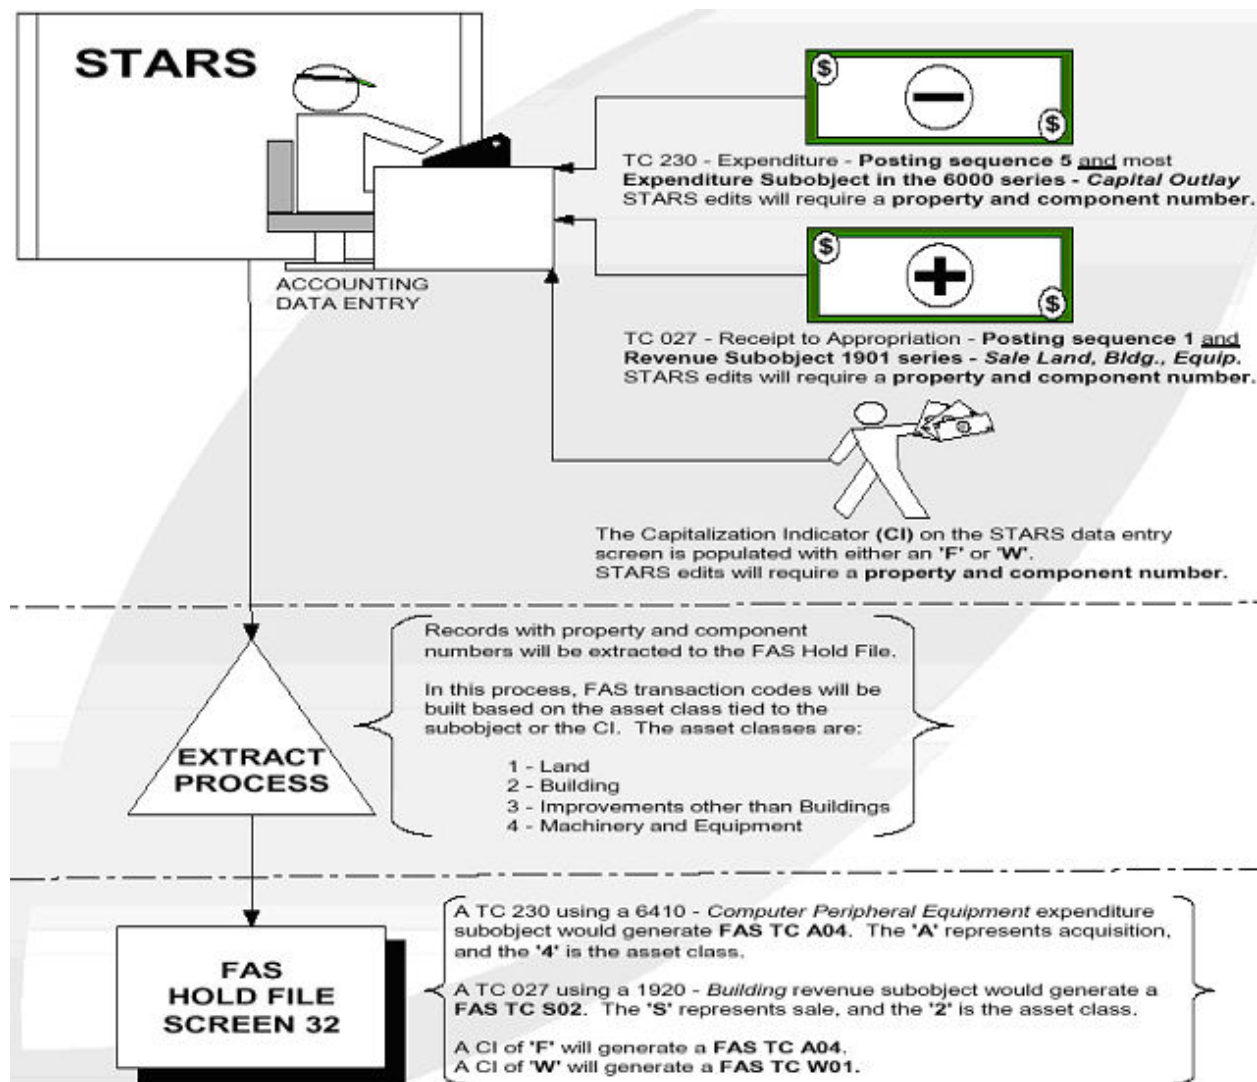 STARS
$
$
TC 230 - Expenditure - Posting sequence 5 and most
Expenditure Subobject in the 6000 series - Capital Outlay
STARS edits will require a property and component number.
ACCOUNTING
DATA ENTRY
$
$
TC 027 - Receipt to Appropriation - Posting sequence 1 and
Revenue Subobject 1901 series - Sale Land, Bldg., Equip.
STARS edits will require a property and component number.
The Capitalization Indicator (CI) on the STARS data entry
screen is populated with either an 'F' or 'W'.
STARS edits will require a property and component number.
EXTRACT
PROCESS
Records with property and component
numbers will be extracted to the FAS Hold File.
In this process, FAS transaction codes will be
built based on the asset class tied to the
subobject or the CI. The asset classes are:
1 - Land
2 - Building
3 - Improvements other than Buildings
4 - Machinery and Equipment
FAS
HOLD FILE
SCREEN 32
A TC 230 using a 6410 - Computer Peripheral Equipment expenditure
subobject would generate FAS TC A04. The 'A' represents acquisition,
and the '4' is the asset class.
A TC 027 using a 1920 - Building revenue subobject would generate a
FAS TC S02. The 'S' represents sale, and the '2' is the asset class.
A CI of 'F' will generate a FAS TC A04.
A CI of 'W' will generate a FAS TC W01.